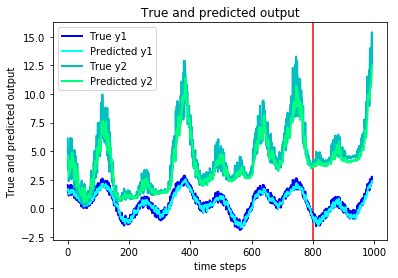 True and predicted output
True y1
Predicted y1
True y2
Predicted y2
True and predicted output
15.0
12.5
10.0
7.5
5.0
2.5
0.0
−2.5
0 200 400 600 800 1000
time steps